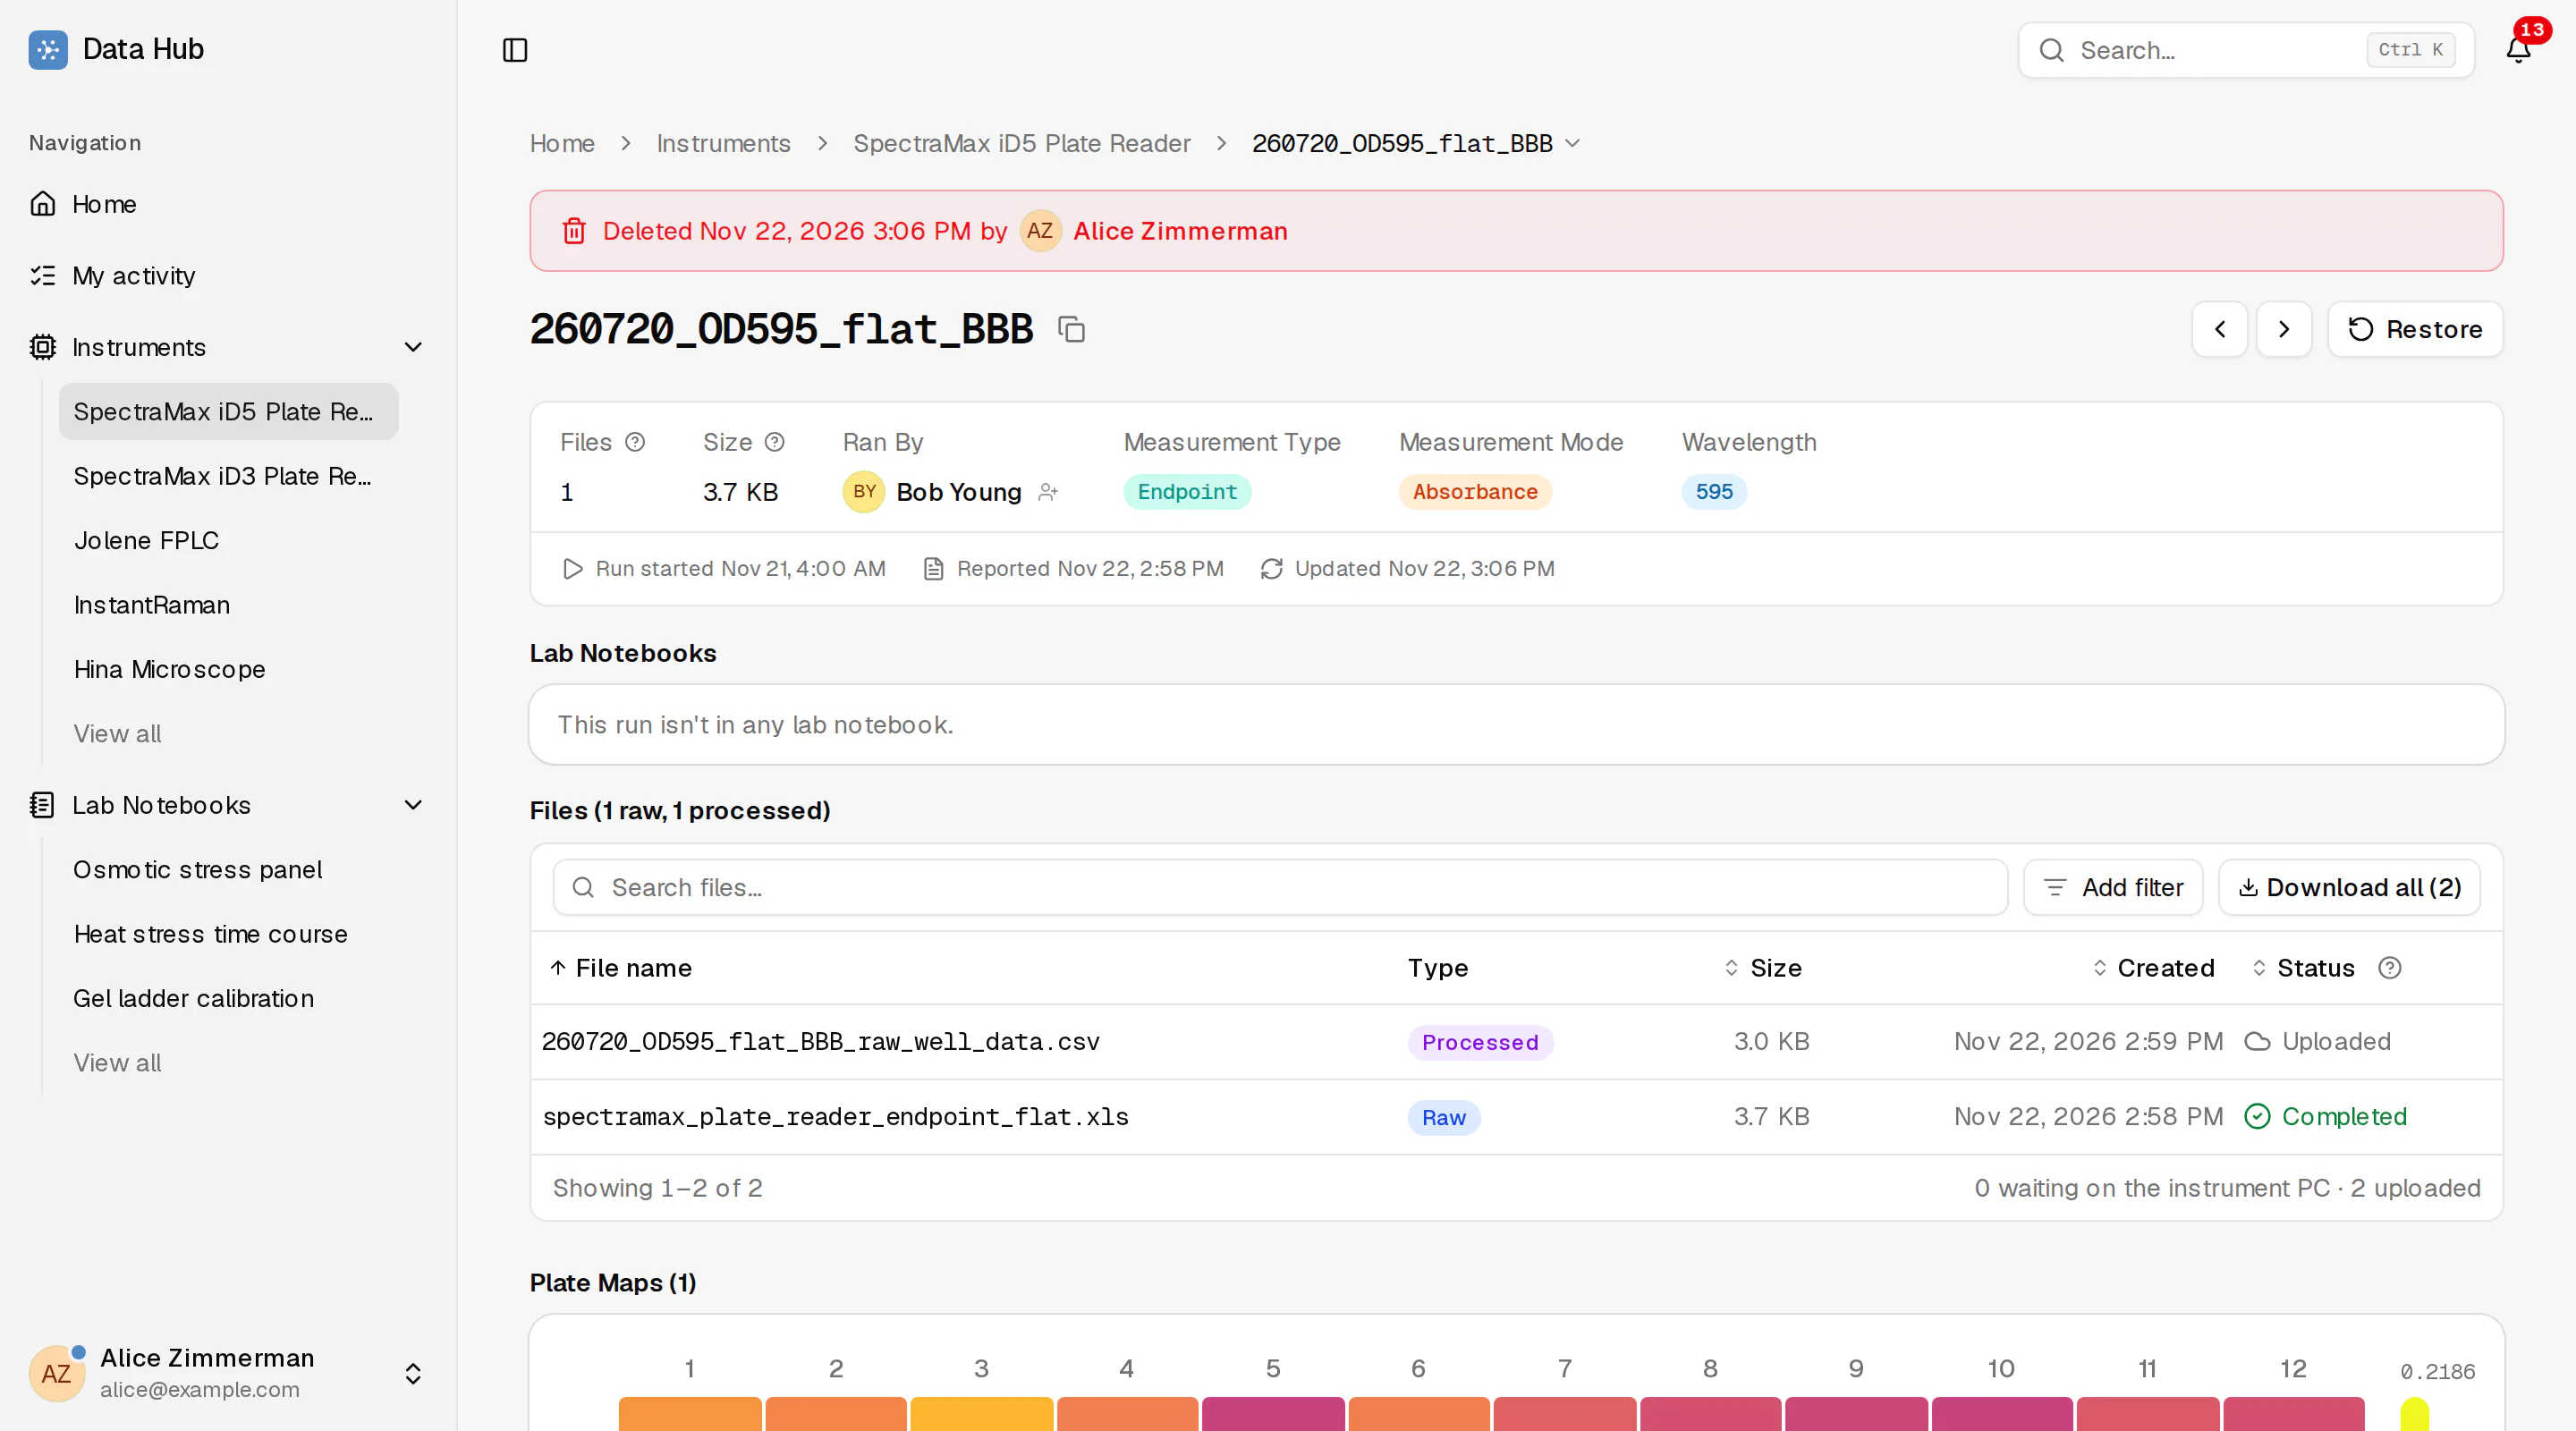 Data Hub
Search...
Ctrl K
13
Navigation
Home
My activity
Instruments
SpectraMax iD5 Plate Re...
SpectraMax iD3 Plate Re...
Jolene FPLC
InstantRaman
Hina Microscope
View all
Lab Notebooks
Osmotic stress panel
Heat stress time course
Gel ladder calibration
View all
AZ
Alice Zimmerman
alice@example.com
Home > Instruments > SpectraMax iD5 Plate Reader > 260720_OD595_flat_BBB
Deleted Nov 22, 2026 3:06 PM by AZ Alice Zimmerman
260720_OD595_flat_BBB
Restore
Files Size Ran By Measurement Type Measurement Mode Wavelength
1 3.7 KB BY Bob Young Endpoint Absorbance 595
Run started Nov 21, 4:00 AM Reported Nov 22, 2:58 PM Updated Nov 22, 3:06 PM
Lab Notebooks
This run isn't in any lab notebook.
Files (1 raw, 1 processed)
Search files...
Add filter
Download all (2)
File name Type Size Created Status
260720_OD595_flat_BBB_raw_well_data.csv Processed 3.0 KB Nov 22, 2026 2:59 PM Uploaded
spectramax_plate_reader_endpoint_flat.xls Raw 3.7 KB Nov 22, 2026 2:58 PM Completed
Showing 1–2 of 2
0 waiting on the instrument PC · 2 uploaded
Plate Maps (1)
1 2 3 4 5 6 7 8 9 10 11 12
0.2186